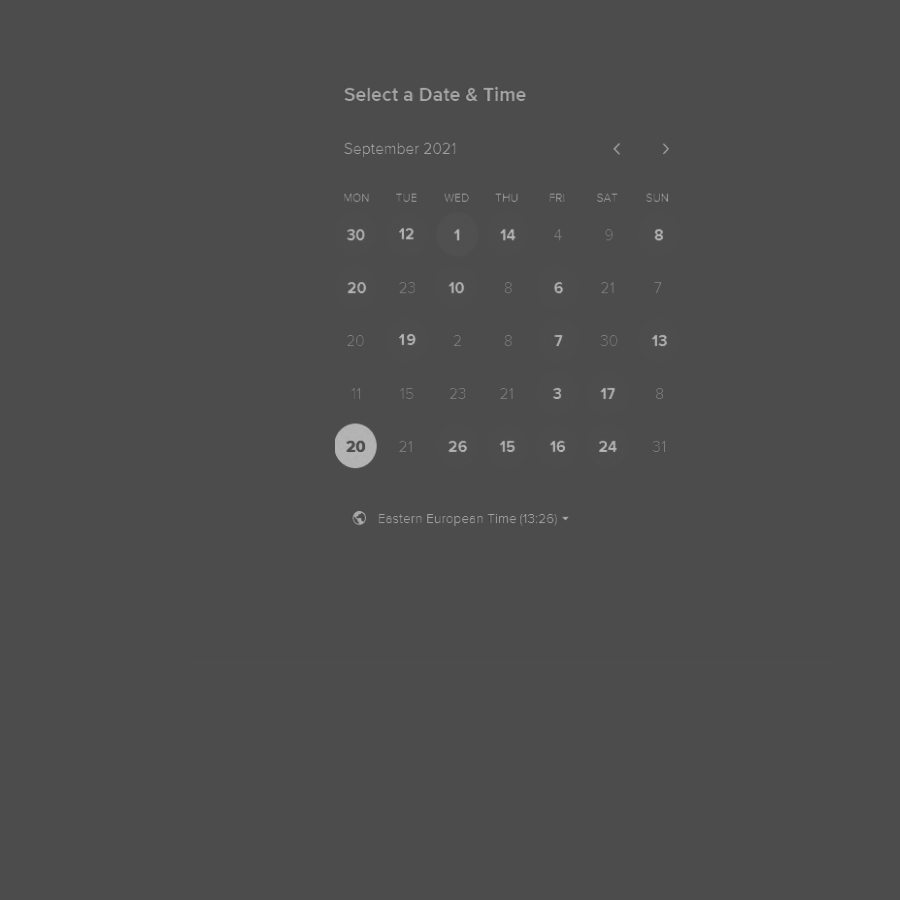 Select a Date & Time
September 2021
MON TUE WED THU FRI SAT SUN
30 12 1 14 4 9 8
20 23 10 8 6 21 7
20 19 2 8 7 30 13
11 15 23 21 3 17 8
20 21 26 15 16 24 31
Eastern European Time (13:26)